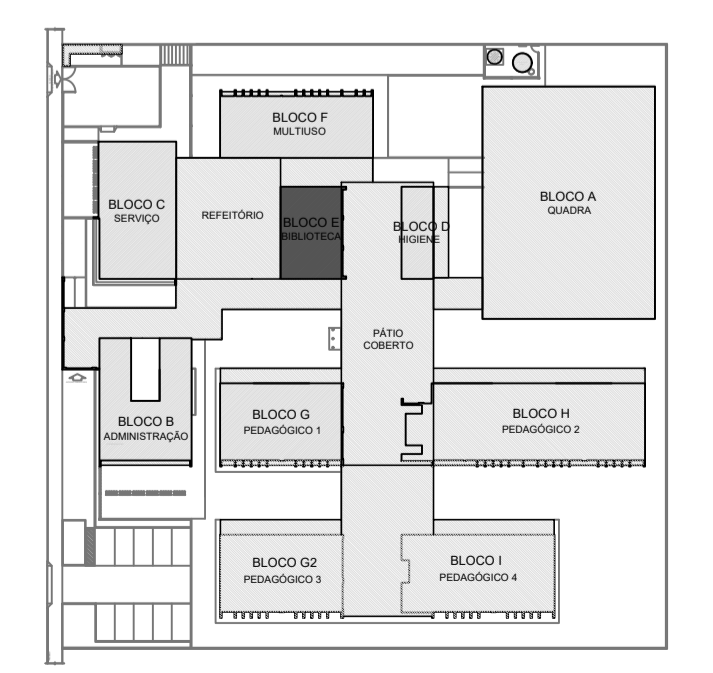 BLOCO F
MULTIUSO
BLOCO A
QUADRA
BLOCO C
SERVIÇO
REFEITÓRIO
BLOCO E
BIBLIOTECA
BLOCO D
HIGIENE
PÁTIO
COBERTO
BLOCO B
ADMINISTRAÇÃO
BLOCO G
PEDAGÓGICO 1
BLOCO H
PEDAGÓGICO 2
BLOCO G2
PEDAGÓGICO 3
BLOCO I
PEDAGÓGICO 4